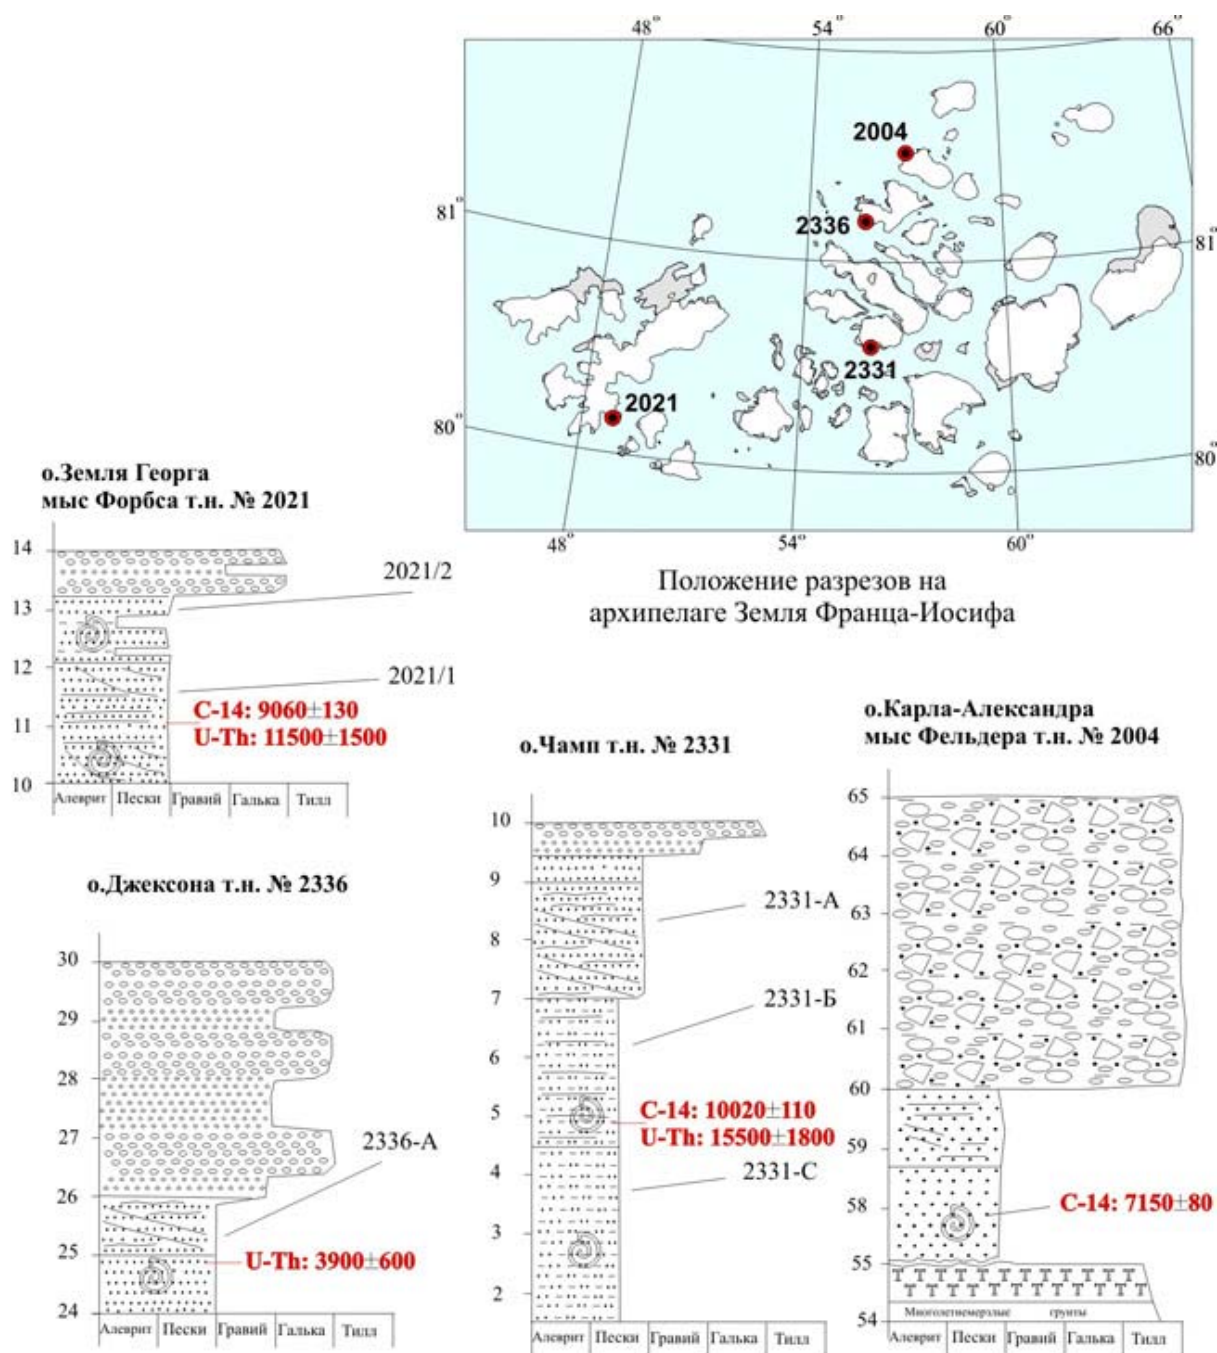 48°
54°
60°
66°
2004
81°
2336
81°
2331
2021
80°
80°
48°
54°
60°
Положение разрезов на
архипелаге Земля Франца-Иосифа
о.Земля Георга
мыс Форбса т.н. № 2021
14
13
12
11
10
2021/2
2021/1
C-14: 9060±130
U-Th: 11500±1500
Алеврит Пески Гравий Галька Тилл
о.Джексона т.н. № 2336
30
29
28
27
26
25
24
2336-А
U-Th: 3900±600
Алеврит Пески Гравий Галька Тилл
о.Чамп т.н. № 2331
10
9
8
7
6
5
4
3
2
2331-А
2331-Б
C-14: 10020±110
U-Th: 15500±1800
2331-С
Алеврит Пески Гравий Галька Тилл
о.Карла-Александра
мыс Фельдера т.н. № 2004
65
64
63
62
61
60
59
58
55
54
C-14: 7150±80
Многолетнемерзлые грунты
Алеврит Пески Гравий Галька Тилл